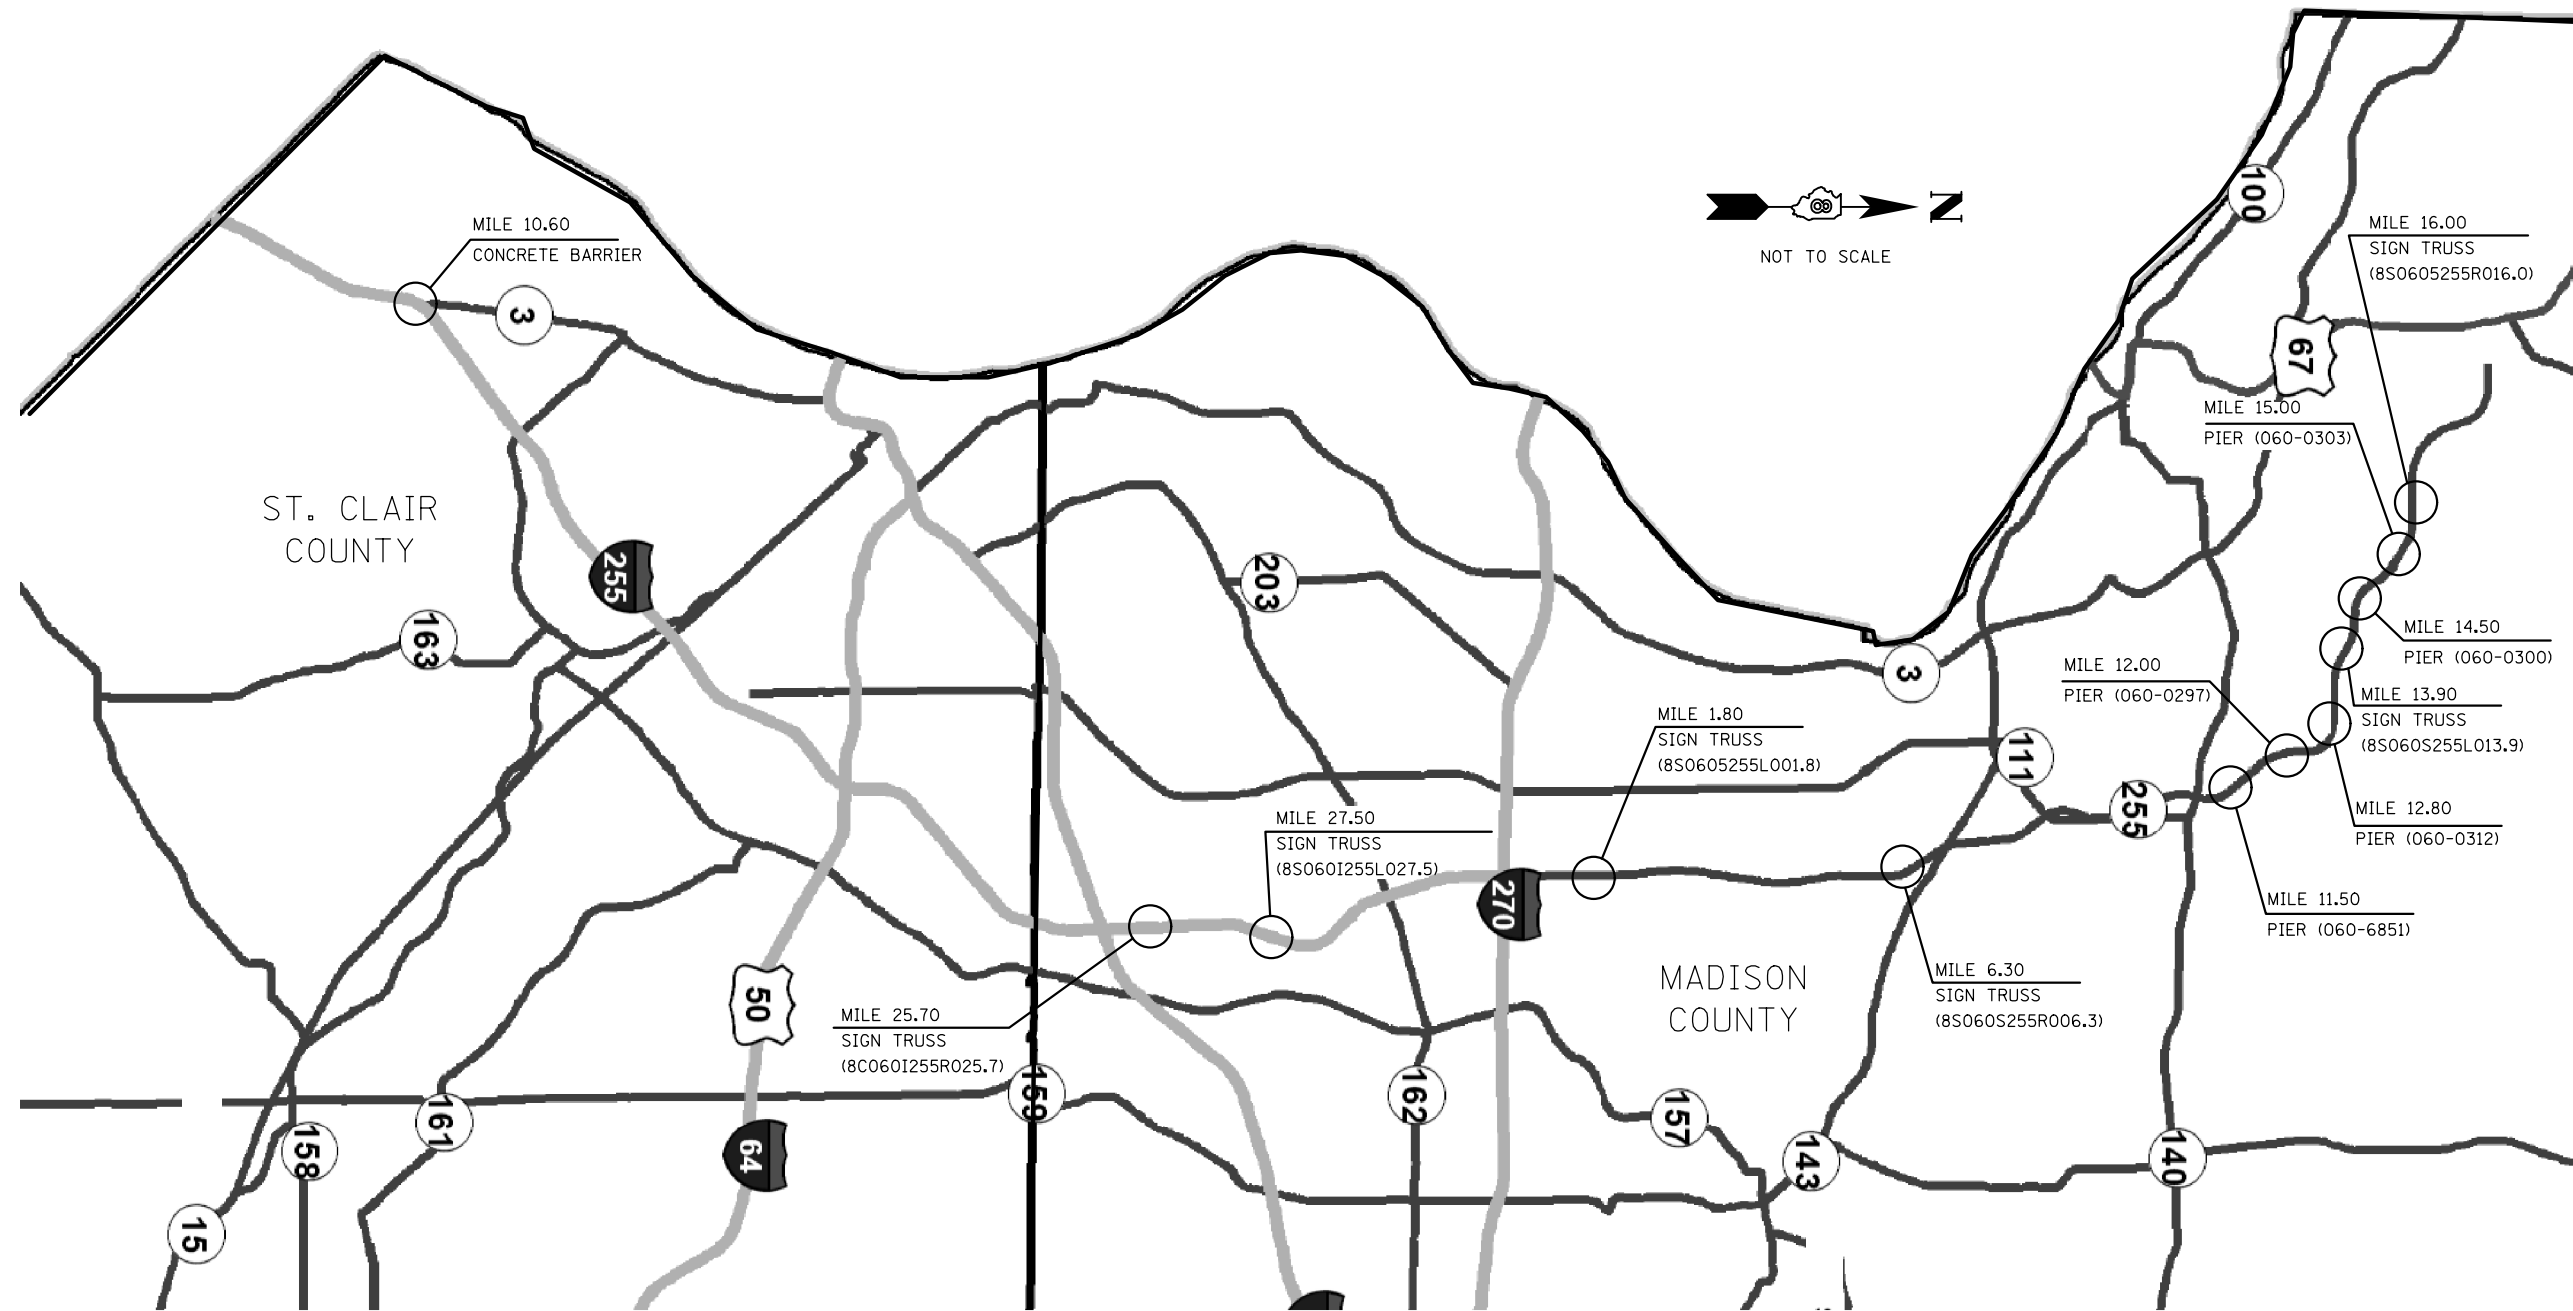 MILE 10.60
CONCRETE BARRIER
3
N
NOT TO SCALE
100
MILE 16.00
SIGN TRUSS
(8S0605255R016.0)
67
MILE 15.00
PIER (060-0303)
ST. CLAIR
COUNTY
255
163
203
3
MILE 14.50
PIER (060-0300)
MILE 12.00
PIER (060-0297)
MILE 13.90
SIGN TRUSS
(8S060S255L013.9)
MILE 1.80
SIGN TRUSS
(8S0605255L001.8)
111
255
MILE 12.80
PIER (060-0312)
MILE 27.50
SIGN TRUSS
(8S060I255L027.5)
270
MILE 11.50
PIER (060-6851)
MADISON
COUNTY
MILE 6.30
SIGN TRUSS
(8S060S255R006.3)
50
MILE 25.70
SIGN TRUSS
(8C060I255R025.7)
159
162
157
161
158
64
143
140
15